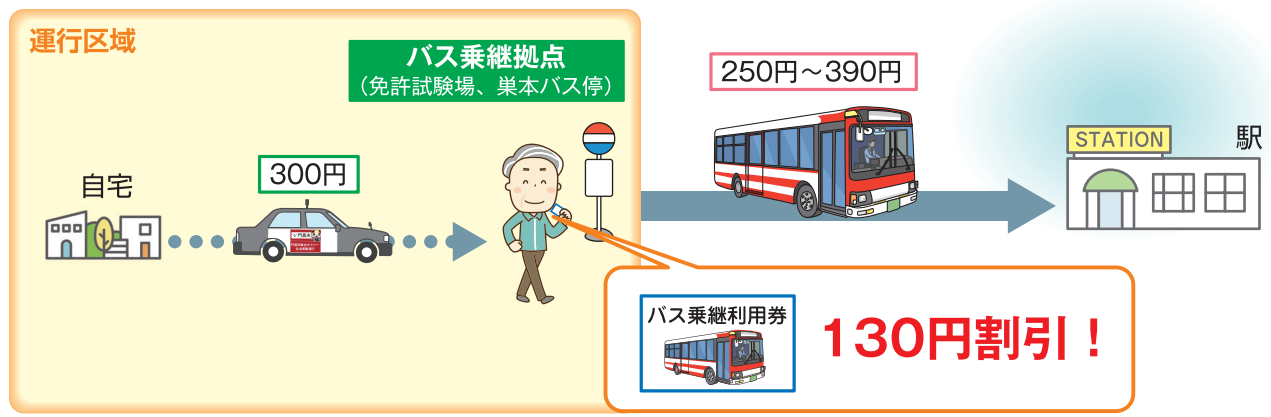 運行区域
バス乗継拠点
（免許試験場、巣本バス停）
250円～390円
STATION
駅
300円
自宅
バス乗継利用券
130円割引！